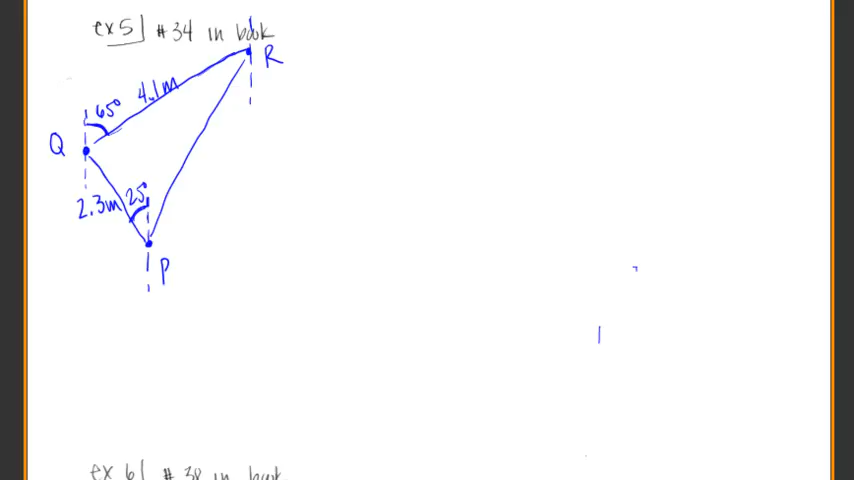 ex 5] #34 in book
R
4.1m
65°
Q
25°
2.3m
P
ex 6] #38 in book